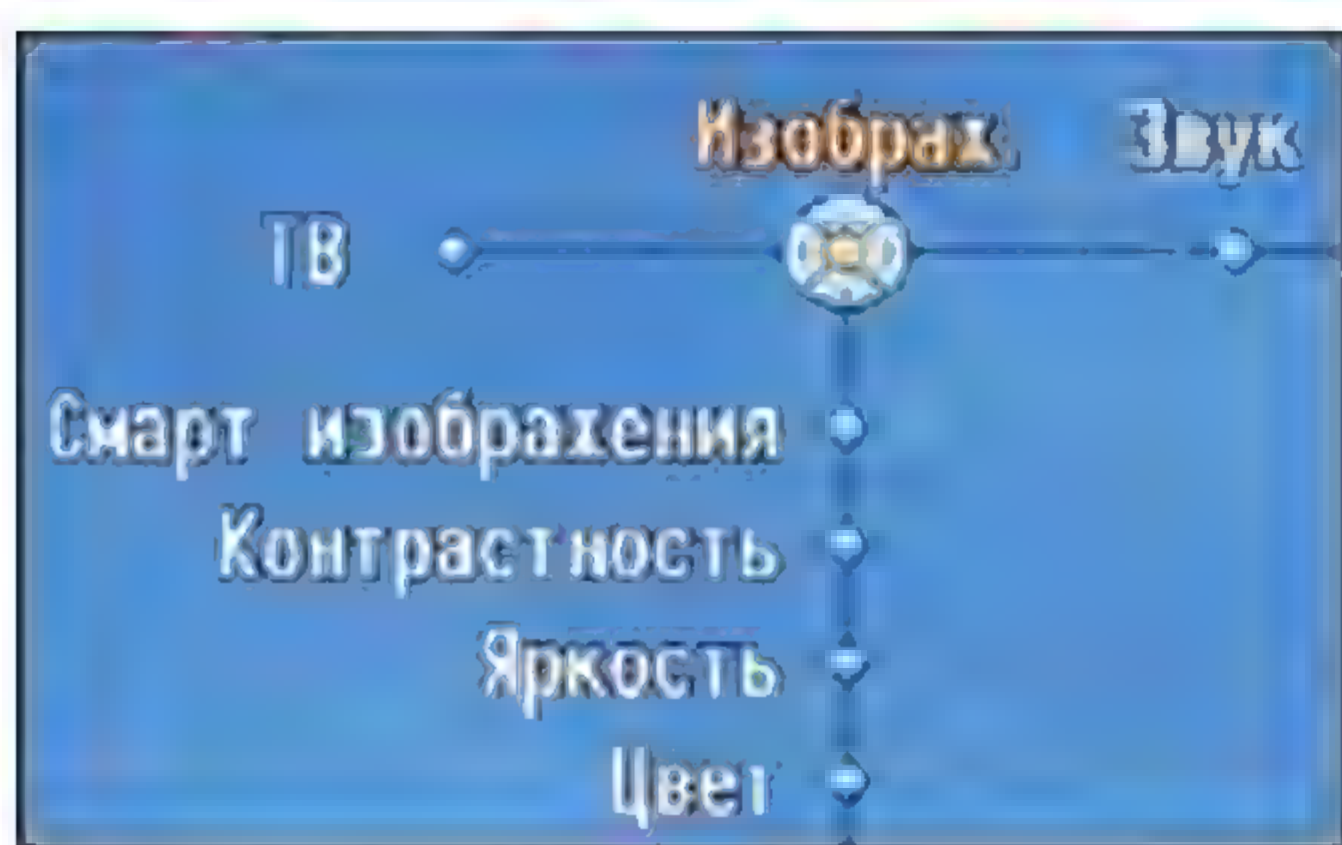 Изображ. Звук
ТВ
Смарт изображения
Контрастность
Яркость
Цвет